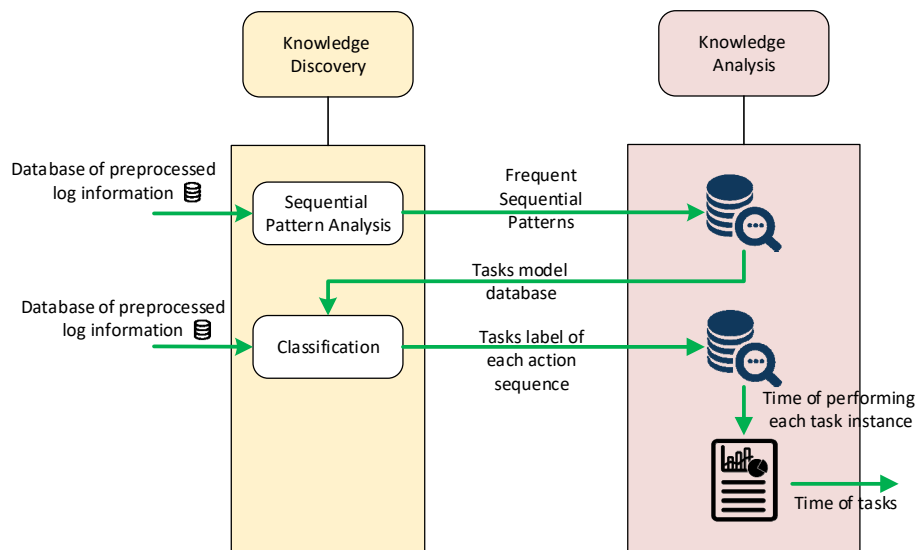 Knowledge
Discovery
Knowledge
Analysis
Database of preprocessed
log information
Sequential
Pattern Analysis
Frequent
Sequential
Patterns
Tasks model
database
Database of preprocessed
log information
Classification
Tasks label of
each action
sequence
Time of performing
each task instance
Time of tasks